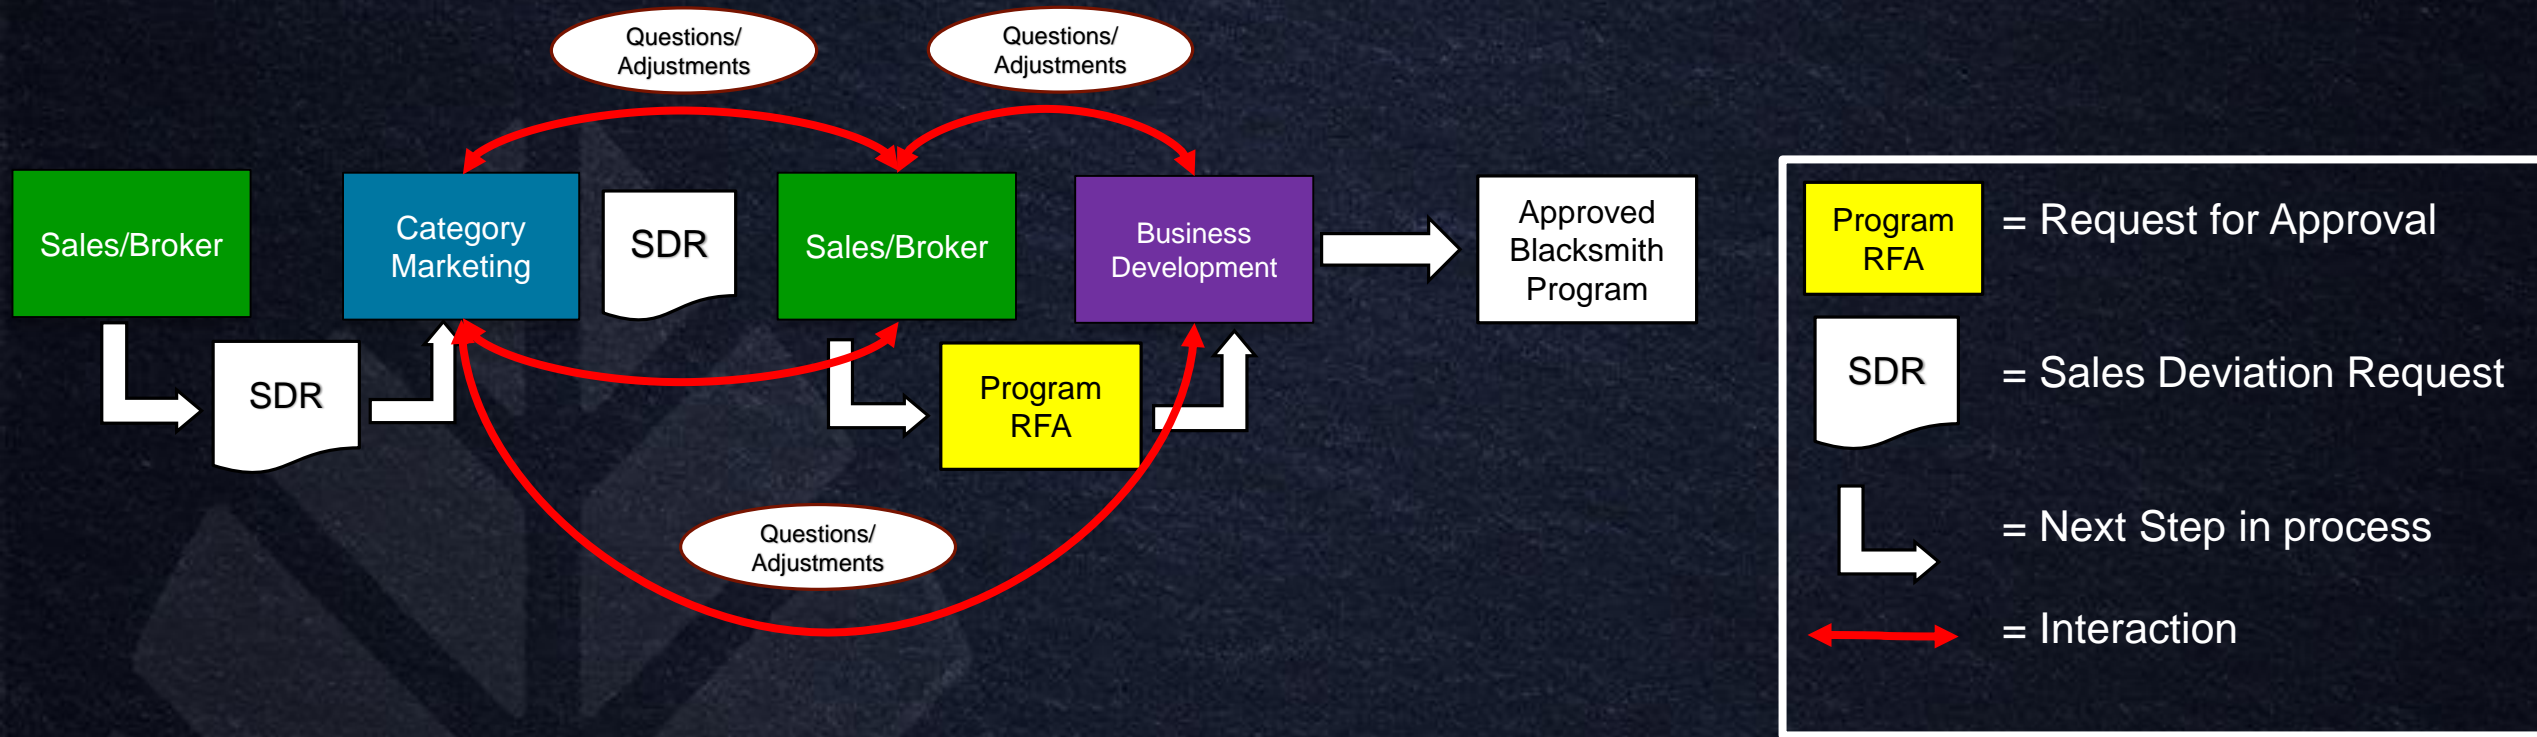 Questions/
Adjustments
Questions/
Adjustments
Sales/Broker
Category
Marketing
SDR
Sales/Broker
Business
Development
Approved
Blacksmith
Program
SDR
Program
RFA
Questions/
Adjustments
Program
RFA
= Request for Approval
SDR
= Sales Deviation Request
= Next Step in process
= Interaction